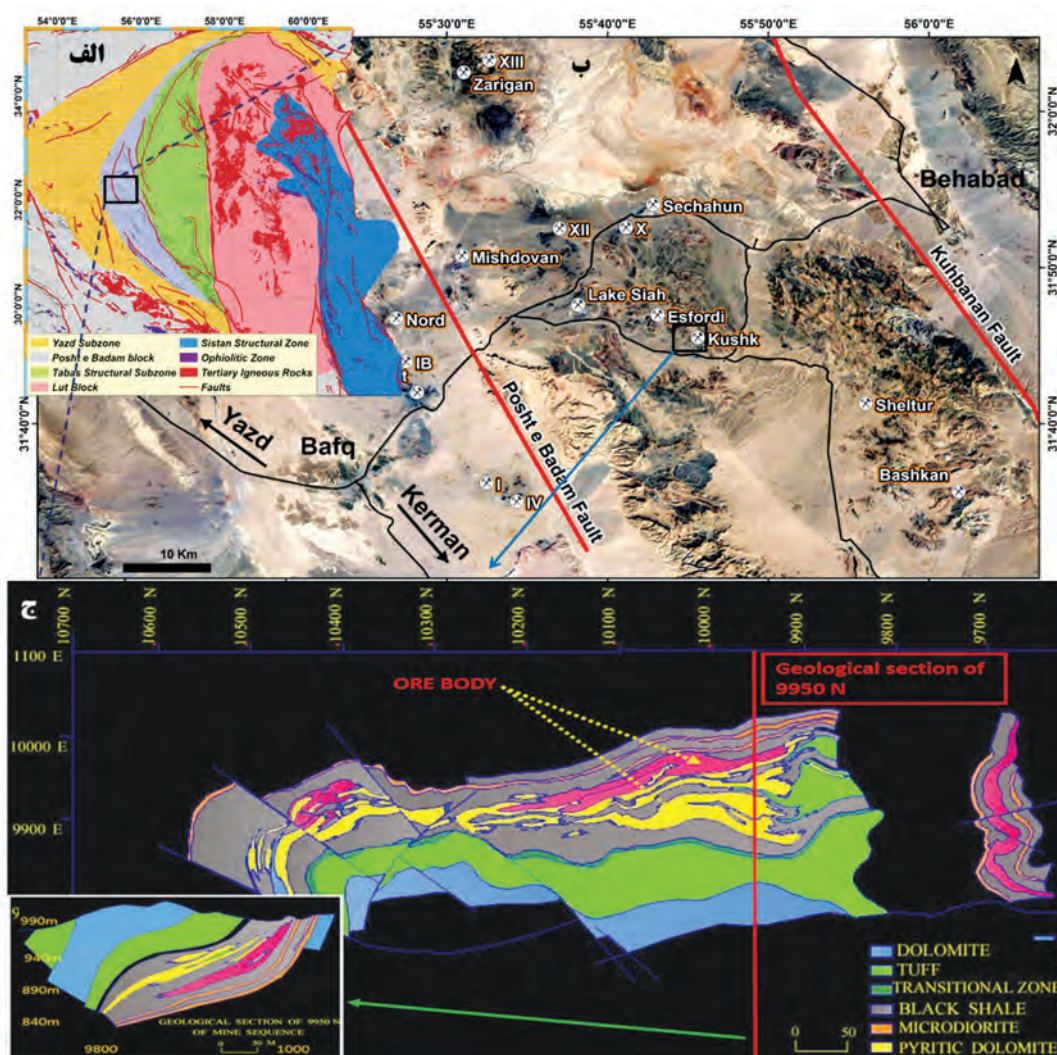 54°0'0"E 56°0'0"E 58°0'0"E 60°0'0"E
55°30'0"E 55°40'0"E 55°50'0"E 56°0'0"E
الف
ب
34°0'0"N
32°0'0"N
30°0'0"N
32°0'0"N
31°50'0"N
31°40'0"N
31°40'0"N
XIII
Zarigan
Behabad
Sechahun
XII
X
Mishdovan
Kuhbanan Fault
Lake Siah
Esfordi
Nord
Kushk
IB
Posht e Badam Fault
Sheltur
Yazd
Bafq
Bashkan
I
IV
Kerman
10 Km
Yazd Subzone
Posht e Badam block
Tabas Structural Subzone
Lut Block
Sistan Structural Zone
Ophiolitic Zone
Tertiary Igneous Rocks
Faults
ج
10700 N
10600 N
10500 N
10400 N
10300 N
10200 N
10100 N
10000 N
9900 N
9800 N
9700 N
1100 E
10000 E
9900 E
ORE BODY
Geological section of
9950 N
990m
940m
890m
840m
GEOLOGICAL SECTION OF 9950 N
OF MINE SEQUENCE
9800
0 50 M
1000
0 50
DOLOMITE
TUFF
TRANSITIONAL ZONE
BLACK SHALE
MICRODIORITE
PYRITIC DOLOMITE